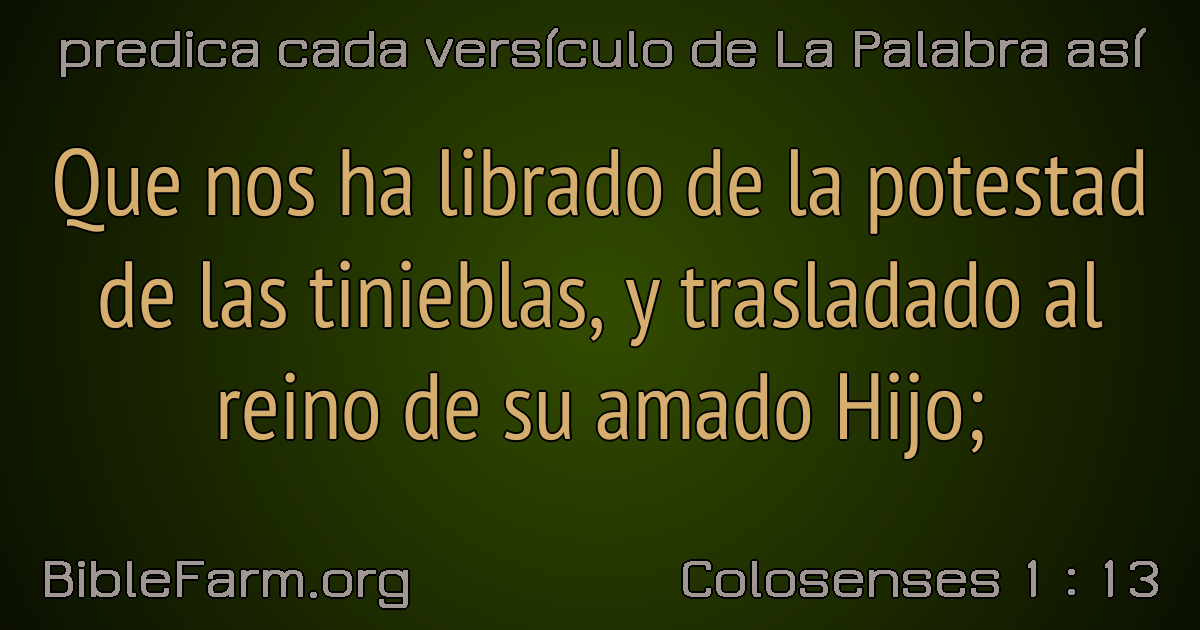 predica cada versículo de La Palabra así
Que nos ha librado de la potestad
de las tinieblas, y trasladado al
reino de su amado Hijo;
BibleFarm.org
Colosenses 1 : 13